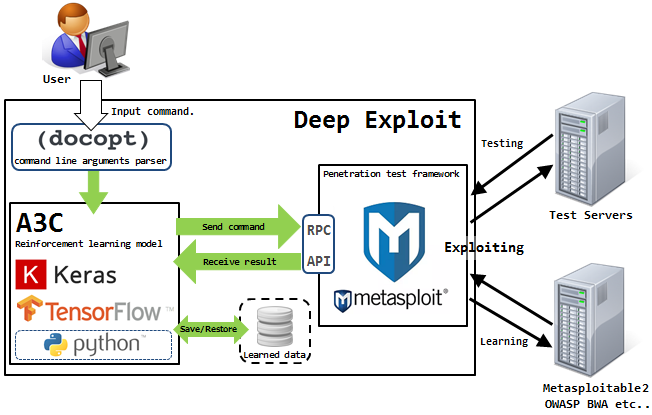 User
Input command.
Deep Exploit
(docopt)
command line arguments parser
Testing
Penetration test framework
Test Servers
A3C
Reinforcement learning model
Send command
RPC
API
Exploiting
Receive result
K Keras
TensorFlow™
metasploit®
python™
Save/Restore
Learned data
Learning
Metasploitable2
OWASP BWA etc..